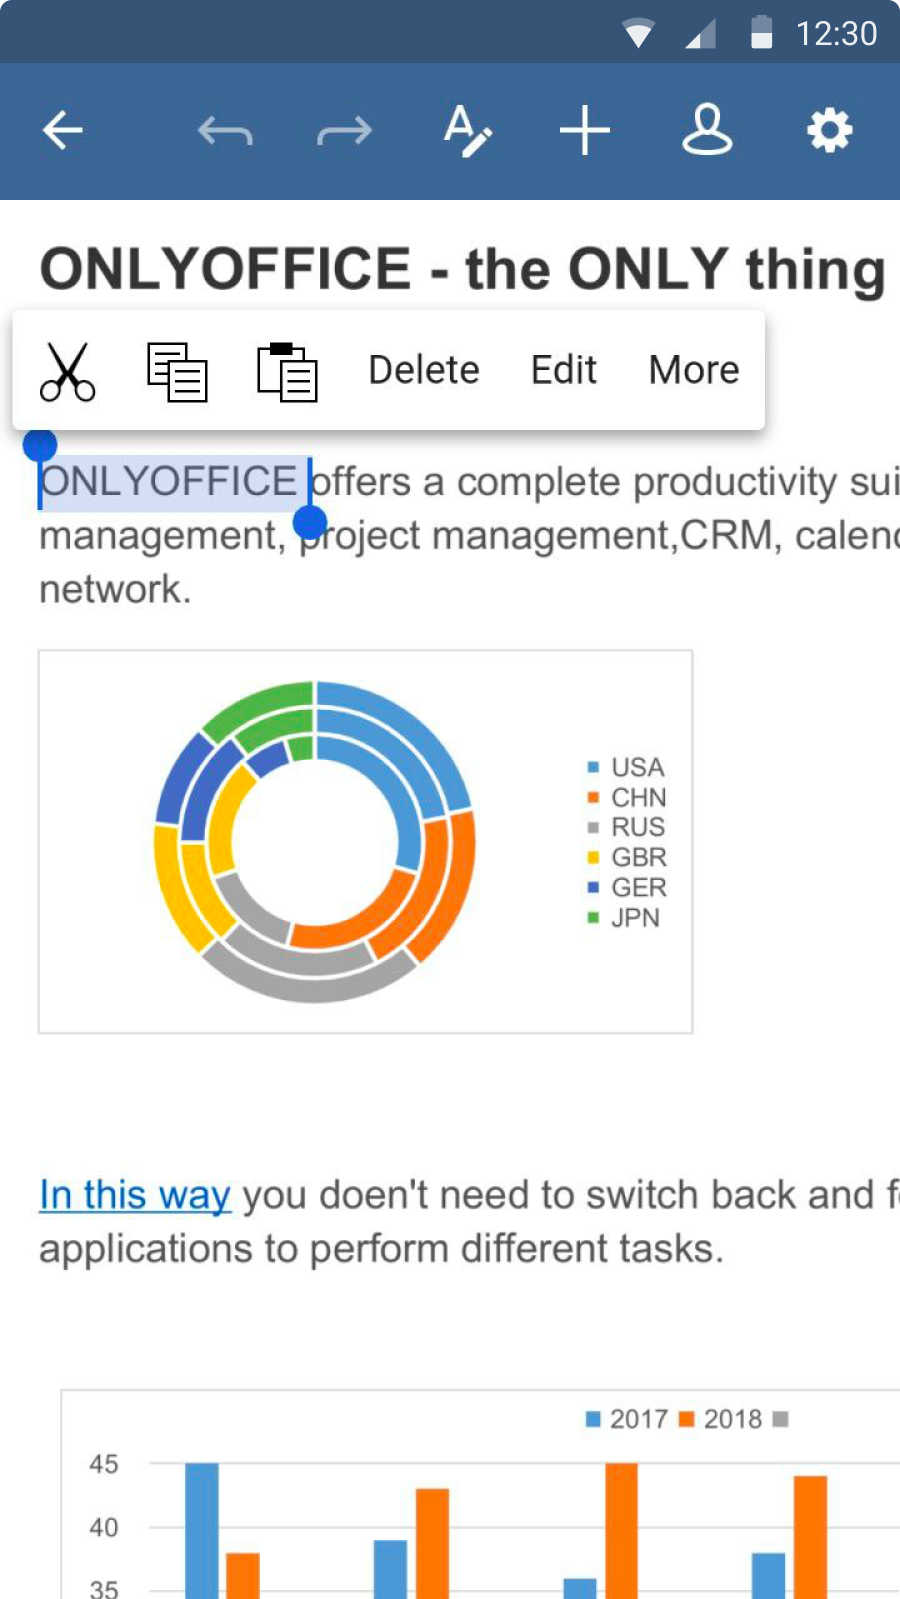 12:30
ONLYOFFICE - the ONLY thing
Delete Edit More
ONLYOFFICE offers a complete productivity
management, project management,CRM,
network.
USA
CHN
RUS
GBR
GER
JPN
In this way you doen't need to switch back and
applications to perform different tasks.
2017 2018
45
40
35